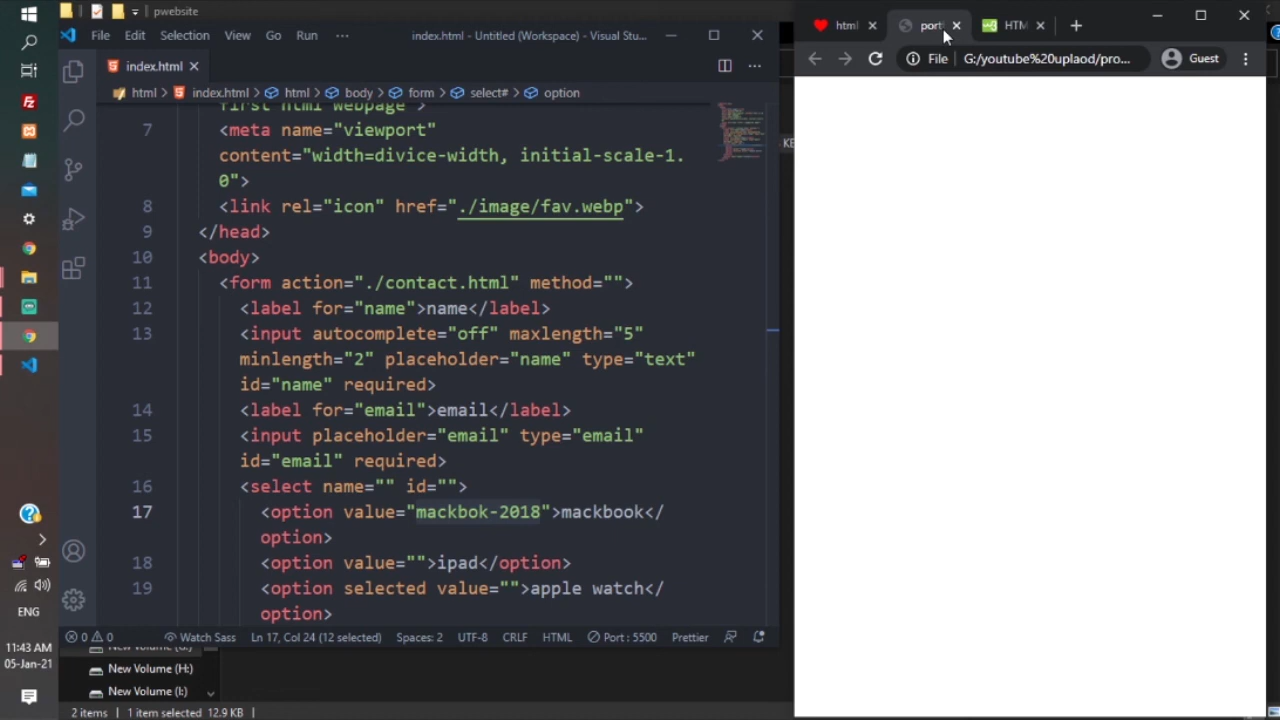 pwebsite
File Edit Selection View Go Run ··· index.html - Untitled (Workspace) - Visual Stu...
index.html
html > index.html > html > body > form > select# > option
first html webpage">
7 <meta name="viewport"
content="width=divice-width, initial-scale-1.
0">
8 <link rel="icon" href="./image/fav.webp">
9 </head>
10 <body>
11 <form action="./contact.html" method="">
12 <label for="name">name</label>
13 <input autocomplete="off" maxlength="5"
minlength="2" placeholder="name" type="text"
id="name" required>
14 <label for="email">email</label>
15 <input placeholder="email" type="email"
id="email" required>
16 <select name="" id="">
17 <option value="mackbok-2018">mackbook</
option>
18 <option value="">ipad</option>
19 <option selected value="">apple watch</
option>
0 0 Watch Sass Ln 17, Col 24 (12 selected) Spaces: 2 UTF-8 CRLF HTML Port : 5500 Prettier
New Volume (G:)
New Volume (H:)
New Volume (I:)
2 items | 1 item selected 12.9 KB |
html
port
HTM
File | G:/youtube%20uplaod/pro...
Guest
KE
ENG
11:43 AM
05-Jan-21